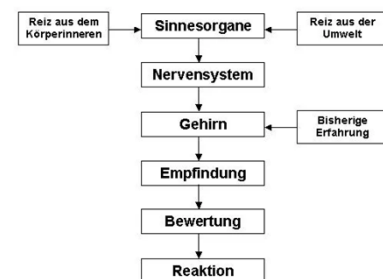 Reiz aus dem
Körperinneren
Sinnesorgane
Reiz aus der
Umwelt
Nervensystem
Gehirn
Bisherige
Erfahrung
Empfindung
Bewertung
Reaktion